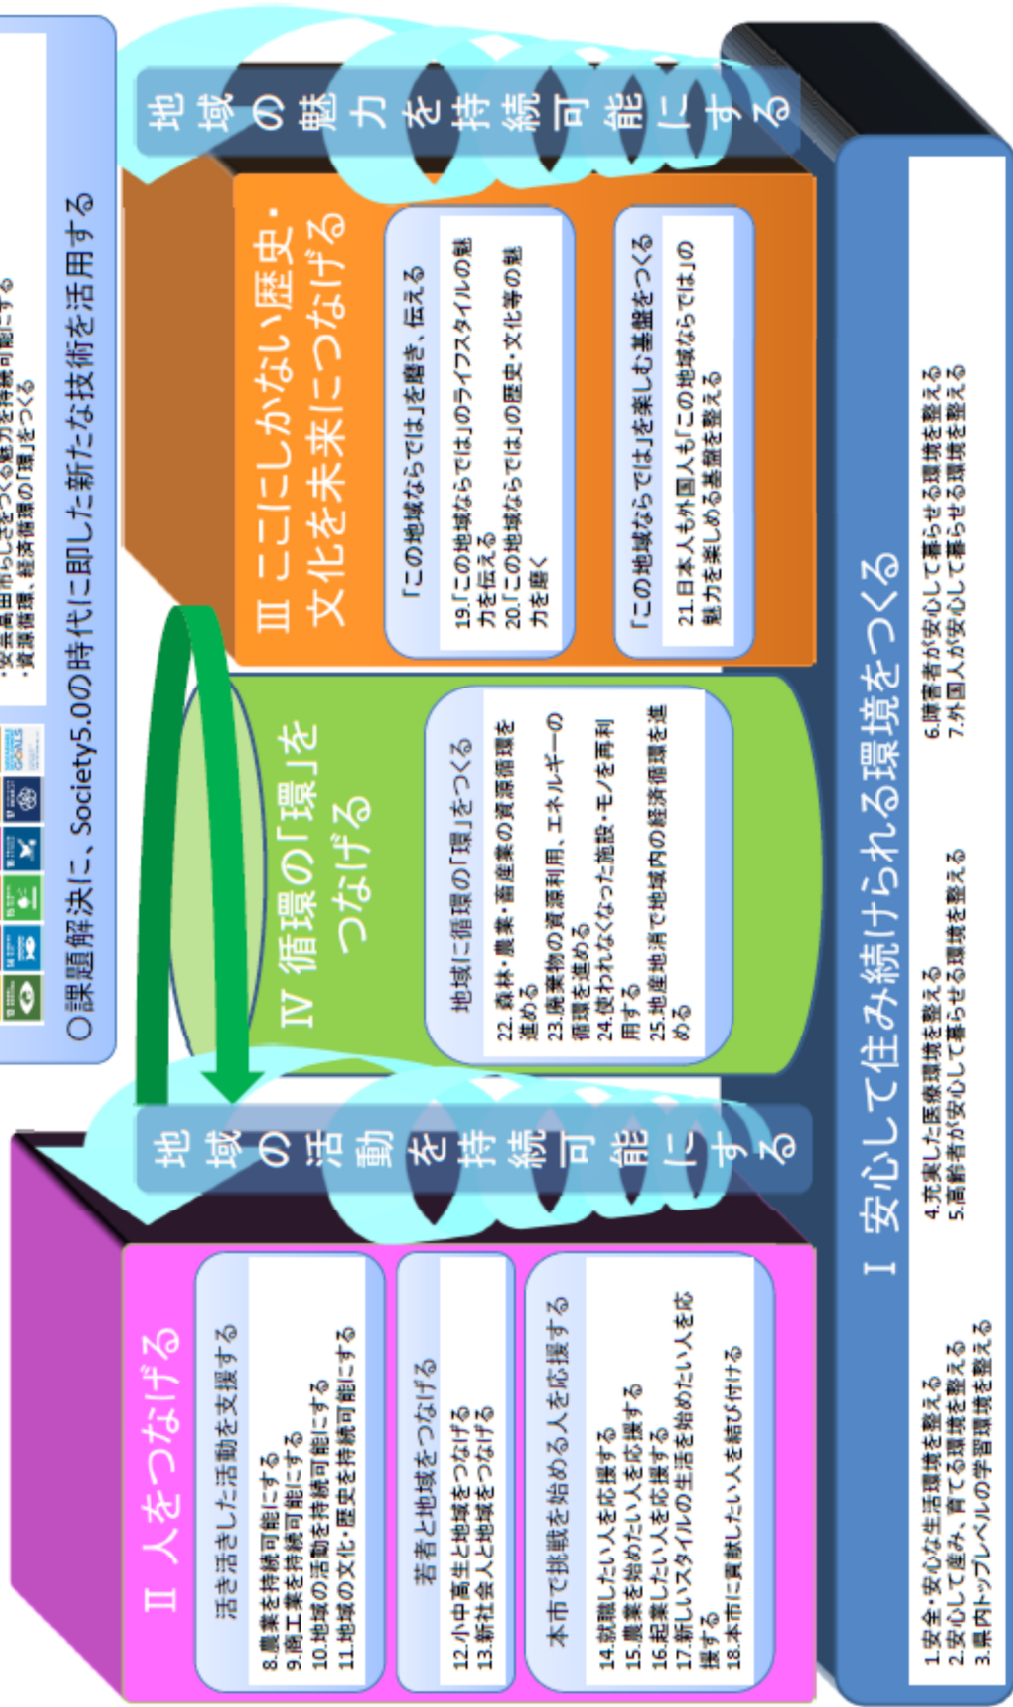 ・安芸高田市らしさをつくる魅力を持続可能にする
・資源循環、経済循環の「環」をつくる
○課題解決に、Society5.0の時代に即した新たな技術を活用する
Ⅱ 人をつなげる
活き活きした活動を支援する
8.農業を持続可能にする
9.商工業を持続可能にする
10.地域の活動を持続可能にする
11.地域の文化・歴史を持続可能にする
若者と地域をつなげる
12.小中高生と地域をつなげる
13.新社会人と地域をつなげる
本市で挑戦を始める人を応援する
14.就職したい人を応援する
15.農業を始めたい人を応援する
16.起業したい人を応援する
17.新しいスタイルの生活を始めたい人を応
援する
18.本市に貢献したい人を結び付ける
地域の活動を持続可能にする
Ⅳ 循環の「環」を
つなげる
地域に循環の「環」をつくる
22. 森林・農業・畜産業の資源循環を
進める
23.廃棄物の資源利用、エネルギーの
循環を進める
24.使われなくなった施設・モノを再利
用する
25.地産地消で地域内の経済循環を進
める
Ⅲ ここにしかない歴史・
文化を未来につなげる
「この地域ならでは」を磨き、伝える
19.「この地域ならでは」のライフスタイルの魅
力を伝える
20.「この地域ならでは」の歴史・文化等の魅
力を磨く
「この地域ならでは」を楽しむ基盤をつくる
21.日本人も外国人も「この地域ならでは」の
魅力を楽しめる基盤を整える
地域の魅力を持続可能にする
Ⅰ 安心して住み続けられる環境をつくる
1.安全・安心な生活環境を整える
2.安心して産み、育てる環境を整える
3.県内トップレベルの学習環境を整える
4.充実した医療環境を整える
5.高齢者が安心して暮らせる環境を整える
6.障害者が安心して暮らせる環境を整える
7.外国人が安心して暮らせる環境を整える